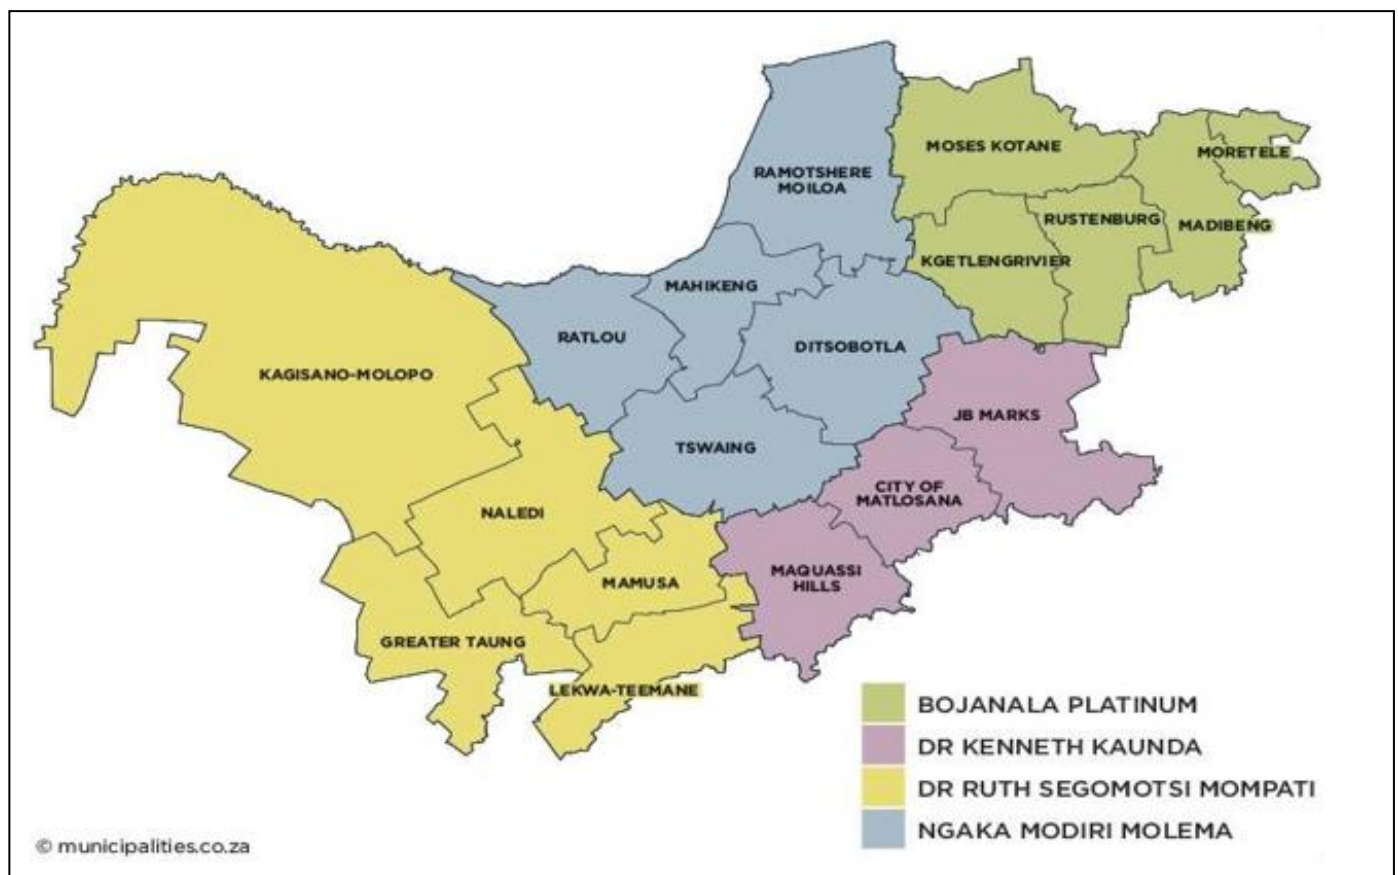 MOSES KOTANE
MORETELE
RAMOTSHERE
MOILOA
RUSTENBURG
MADIBENG
KGETLENGRIVIER
MAHIKENG
RATLOU
DITSOBOTLA
KAGISANO-MOLOPO
JB MARKS
TSWAING
CITY OF
MATLOSANA
NALEDI
MAQUASSI
HILLS
MAMUSA
GREATER TAUNG
LEKWA-TEEMANE
BOJANALA PLATINUM
DR KENNETH KAUNDA
DR RUTH SEGOMOTSI MOMPATI
NGAKA MODIRI MOLEMA
© municipalities.co.za